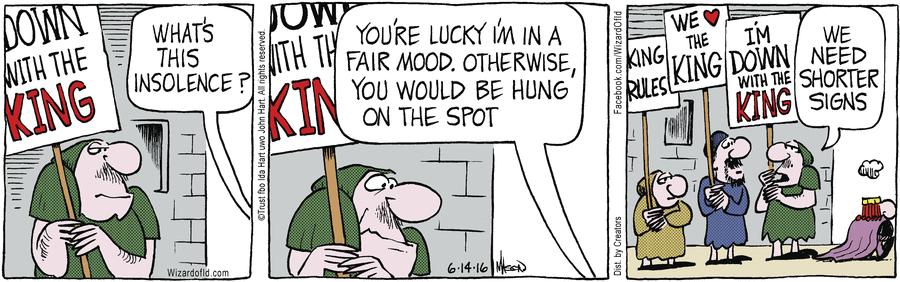 DOWN
WITH THE
KING
WHAT'S
THIS
INSOLENCE?
Wizardofid.com
©Trust fbo Ida Hart uwo John Hart. All rights reserved.
DOWN
WITH TH
KIN
YOU'RE LUCKY I'M IN A
FAIR MOOD. OTHERWISE,
YOU WOULD BE HUNG
ON THE SPOT
6-14-16
MASON
Facebook.com/WizardOfId
Dist. by Creators
KING
RULES
WE ♥
THE
KING
I'M
DOWN
WITH THE
KING
WE
NEED
SHORTER
SIGNS